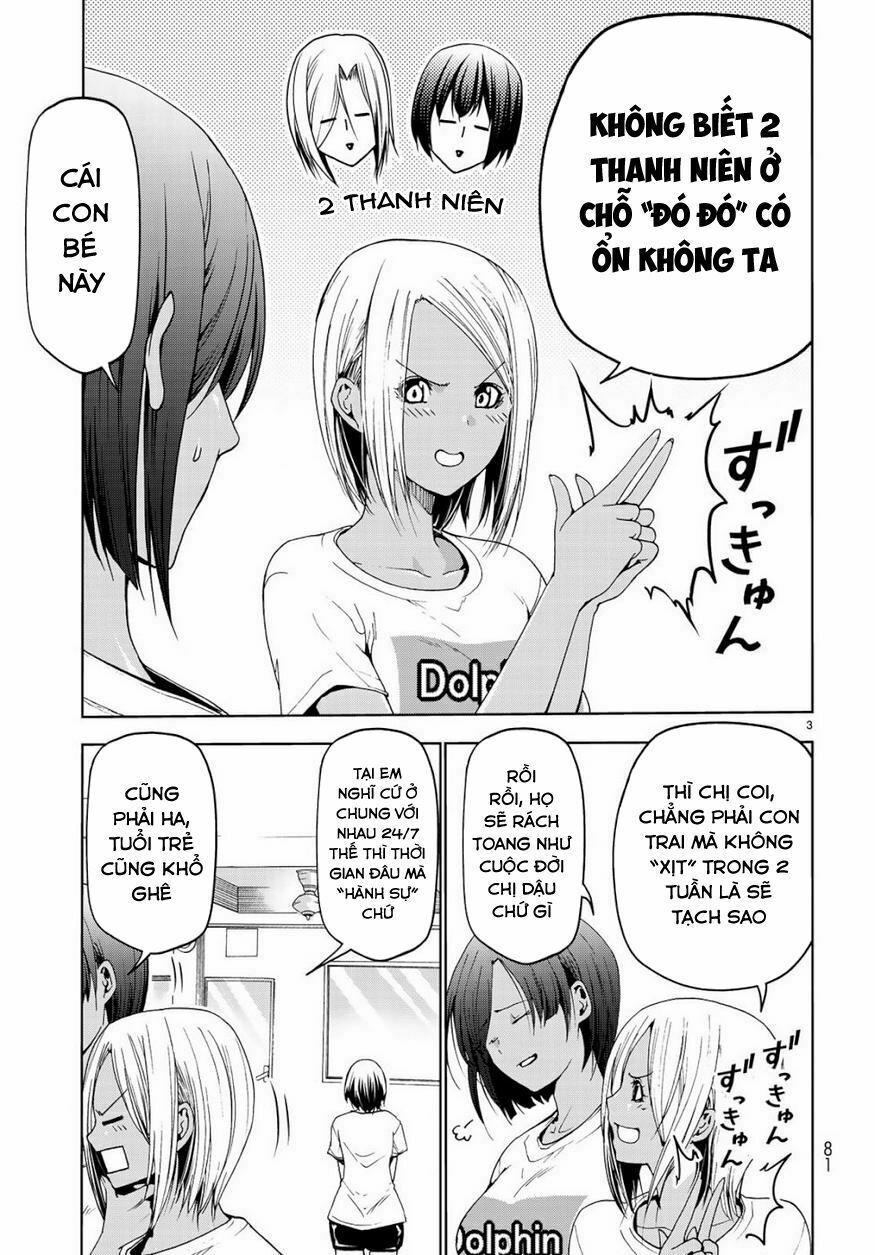 KHÔNG BIẾT 2
THANH NIÊN Ở
CHỖ "ĐÓ ĐÓ" CÓ
ỔN KHÔNG TA
2 THANH NIÊN
CÁI
CON
BÉ
NÀY
ずっきゅん
Dolphin
3
THÌ CHỊ COI,
CHẲNG PHẢI CON
TRAI MÀ KHÔNG
"XỊT" TRONG 2
TUẦN LÀ SẼ
TẠCH SAO
RỒI
RỒI, HỌ
SẼ RÁCH
TOANG NHƯ
CUỘC ĐỜI
CHỊ DẬU
CHỨ GÌ
ずっきゅん
ずっきゅん
Dolphin
TẠI EM
NGHĨ CỨ Ở
CHUNG VỚI
NHAU 24/7
THẾ THÌ THỜI
GIAN ĐÂU MÀ
"HÀNH SỰ"
CHỨ
CŨNG
PHẢI HA,
TUỔI TRẺ
CŨNG KHỔ
GHÊ
81